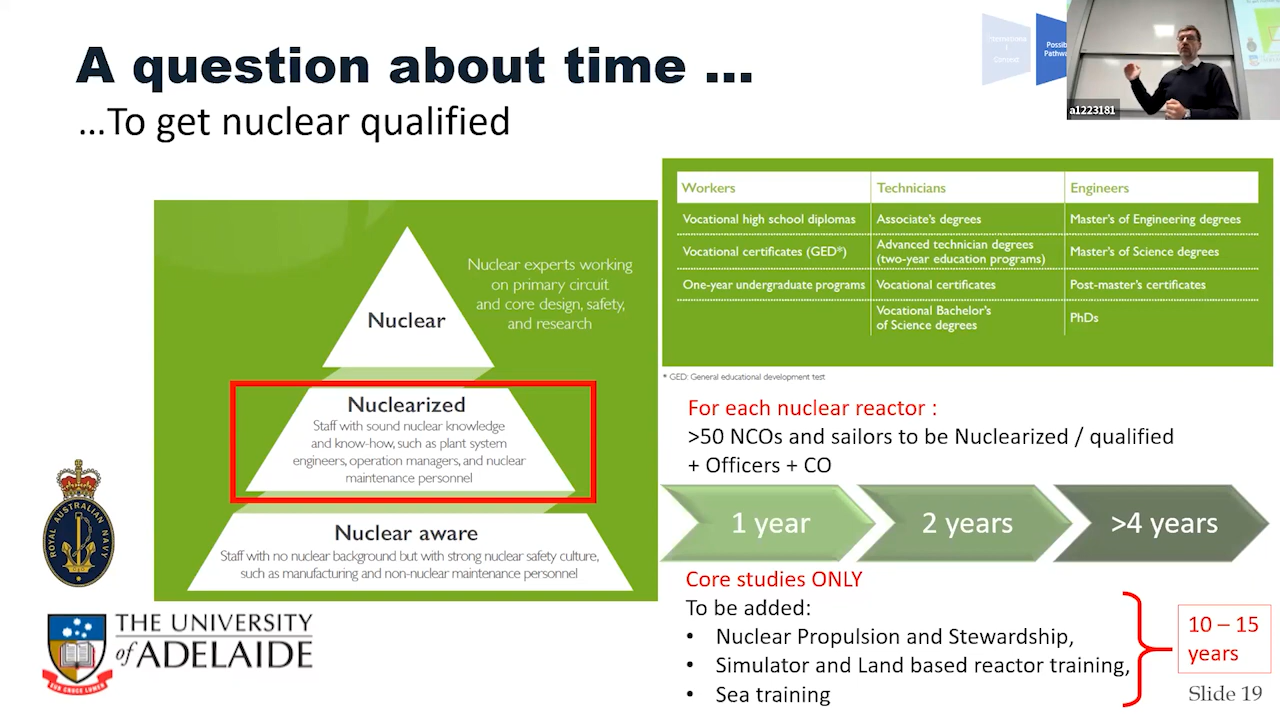 A question about time ...
...To get nuclear qualified
Possib
Pathw
a1223181
Nuclear experts working
on primary circuit
and core design, safety,
and research
Nuclear
Nuclearized
Staff with sound nuclear knowledge
and know-how, such as plant system
engineers, operation managers, and nuclear
maintenance personnel
Nuclear aware
Staff with no nuclear background but with strong nuclear safety culture,
such as manufacturing and non-nuclear maintenance personnel
Workers Technicians Engineers
Vocational high school diplomas Associate's degrees Master's of Engineering degrees
Vocational certificates (GED*) Advanced technician degrees (two-year education programs) Master's of Science degrees
One-year undergraduate programs Vocational certificates Post-master's certificates
Vocational Bachelor's of Science degrees PhDs
* GED: General educational development test
For each nuclear reactor :
>50 NCOs and sailors to be Nuclearized / qualified
+ Officers + CO
1 year 2 years >4 years
Core studies ONLY
To be added:
• Nuclear Propulsion and Stewardship,
• Simulator and Land based reactor training,
• Sea training
10 – 15
years
ROYAL AUSTRALIAN NAVY
THE UNIVERSITY
of ADELAIDE
SUB CRUCE LUMEN
Slide 19